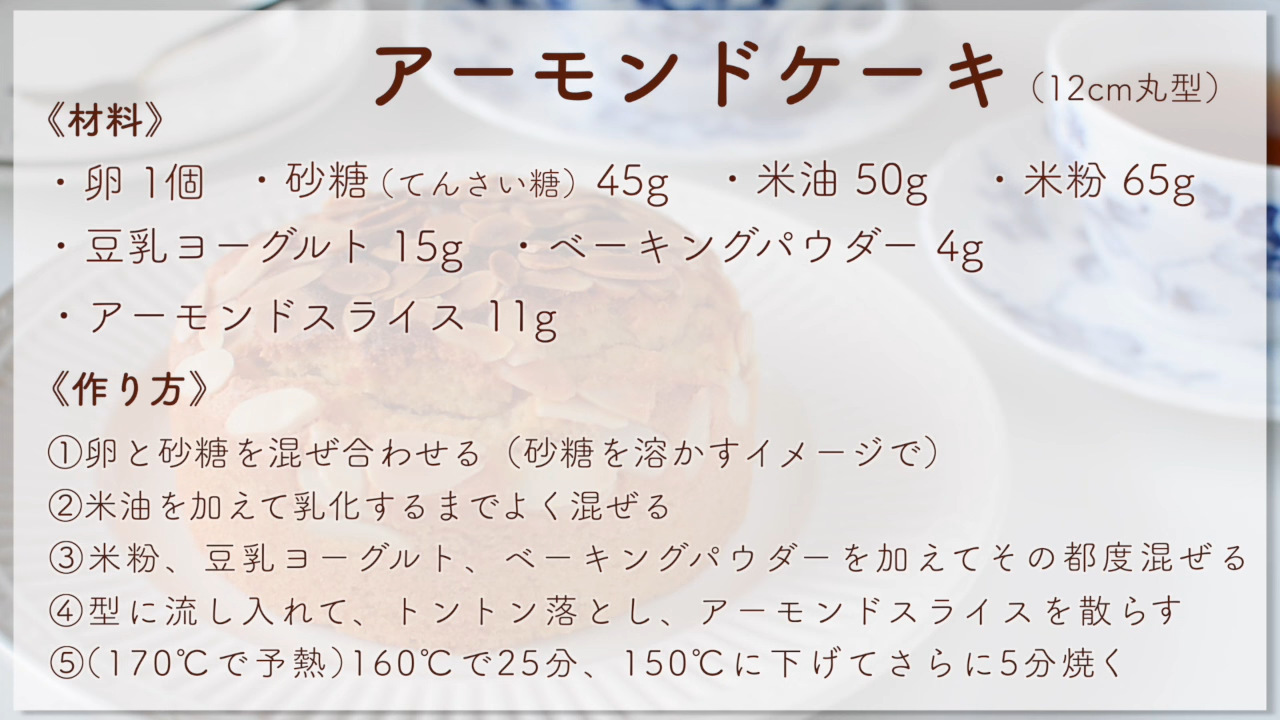 アーモンドケーキ（12cm丸型）
《材料》
・卵 1個 ・砂糖（てんさい糖）45g ・米油 50g ・米粉 65g
・豆乳ヨーグルト 15g ・ベーキングパウダー 4g
・アーモンドスライス 11g
《作り方》
①卵と砂糖を混ぜ合わせる（砂糖を溶かすイメージで）
②米油を加えて乳化するまでよく混ぜる
③米粉、豆乳ヨーグルト、ベーキングパウダーを加えてその都度混ぜる
④型に流し入れて、トントン落とし、アーモンドスライスを散らす
⑤(170℃で予熱)160℃で25分、150℃に下げてさらに5分焼く